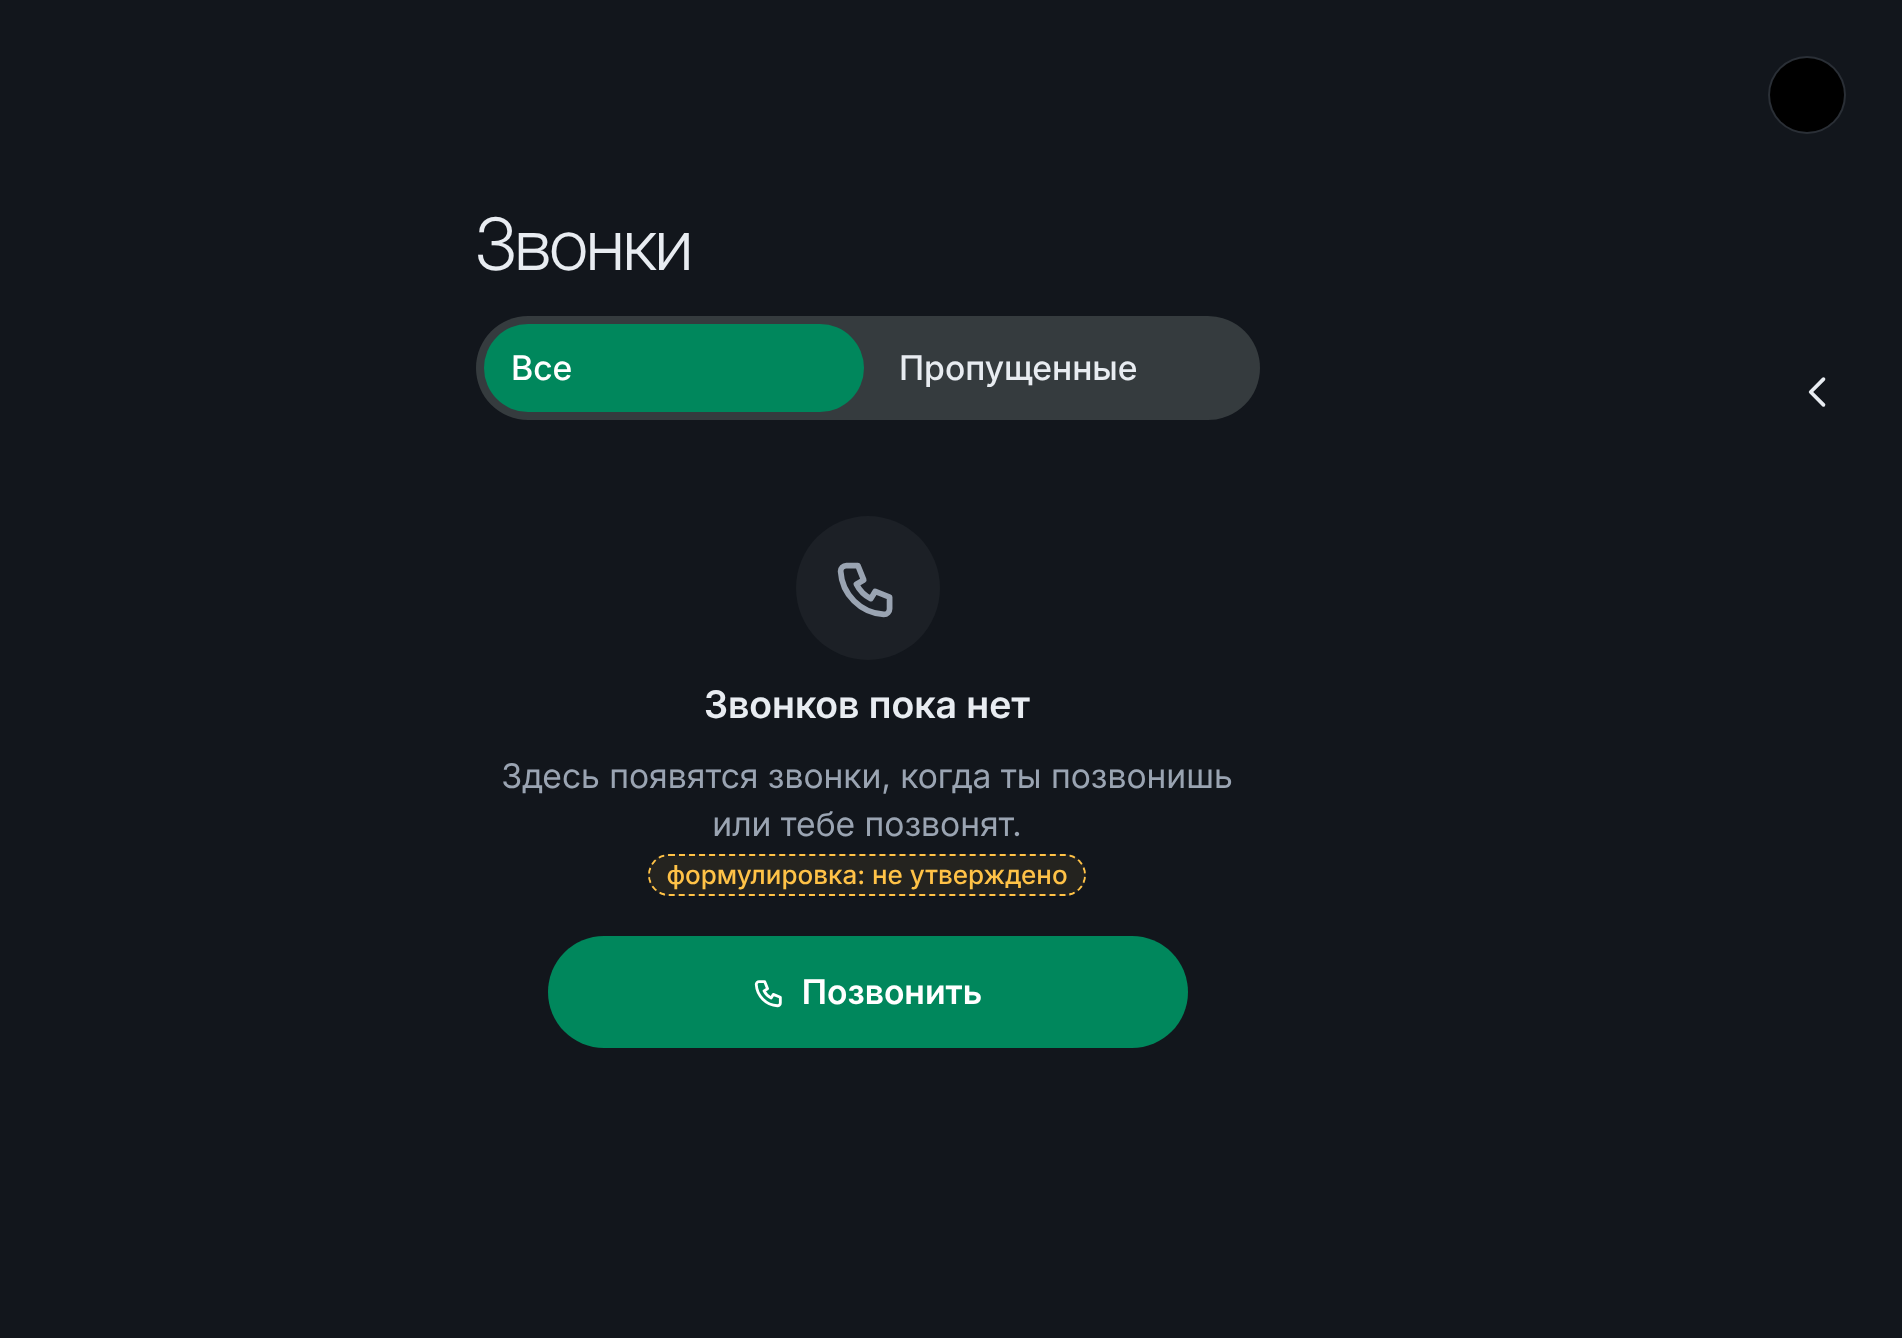 Звонки
Все
Пропущенные
Звонков пока нет
Здесь появятся звонки, когда ты позвонишь
или тебе позвонят.
формулировка: не утверждено
Позвонить